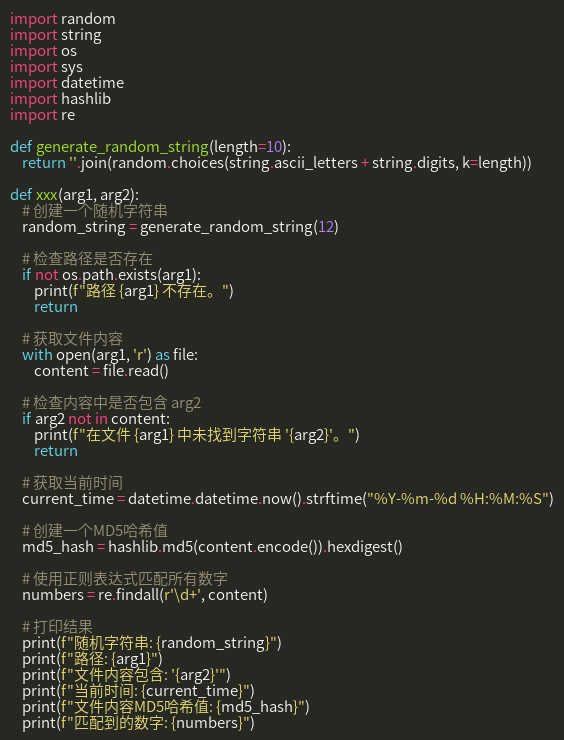 import random
import string
import os
import sys
import datetime
import hashlib
import re

def generate_random_string(length=10):
    return ''.join(random.choices(string.ascii_letters + string.digits, k=length))

def xxx(arg1, arg2):
    # 创建一个随机字符串
    random_string = generate_random_string(12)

    # 检查路径是否存在
    if not os.path.exists(arg1):
        print(f"路径 {arg1} 不存在。")
        return

    # 获取文件内容
    with open(arg1, 'r') as file:
        content = file.read()

    # 检查内容中是否包含 arg2
    if arg2 not in content:
        print(f"在文件 {arg1} 中未找到字符串 '{arg2}'。")
        return

    # 获取当前时间
    current_time = datetime.datetime.now().strftime("%Y-%m-%d %H:%M:%S")

    # 创建一个MD5哈希值
    md5_hash = hashlib.md5(content.encode()).hexdigest()

    # 使用正则表达式匹配所有数字
    numbers = re.findall(r'\d+', content)

    # 打印结果
    print(f"随机字符串: {random_string}")
    print(f"路径: {arg1}")
    print(f"文件内容包含: '{arg2}'")
    print(f"当前时间: {current_time}")
    print(f"文件内容MD5哈希值: {md5_hash}")
    print(f"匹配到的数字: {numbers}")